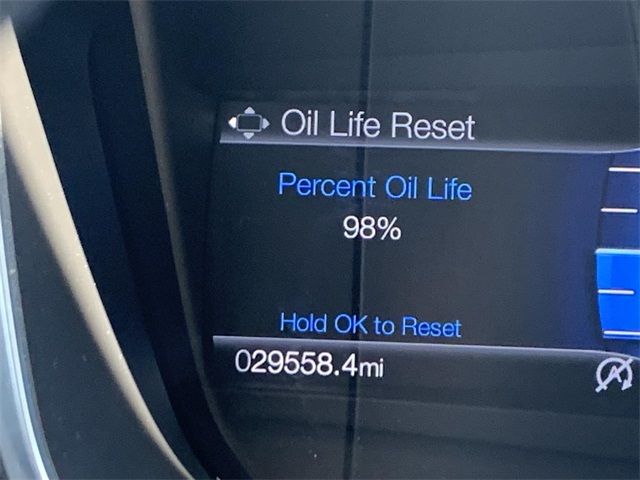 Oil Life Reset
Percent Oil Life
98%
Hold OK to Reset
029558.4mi